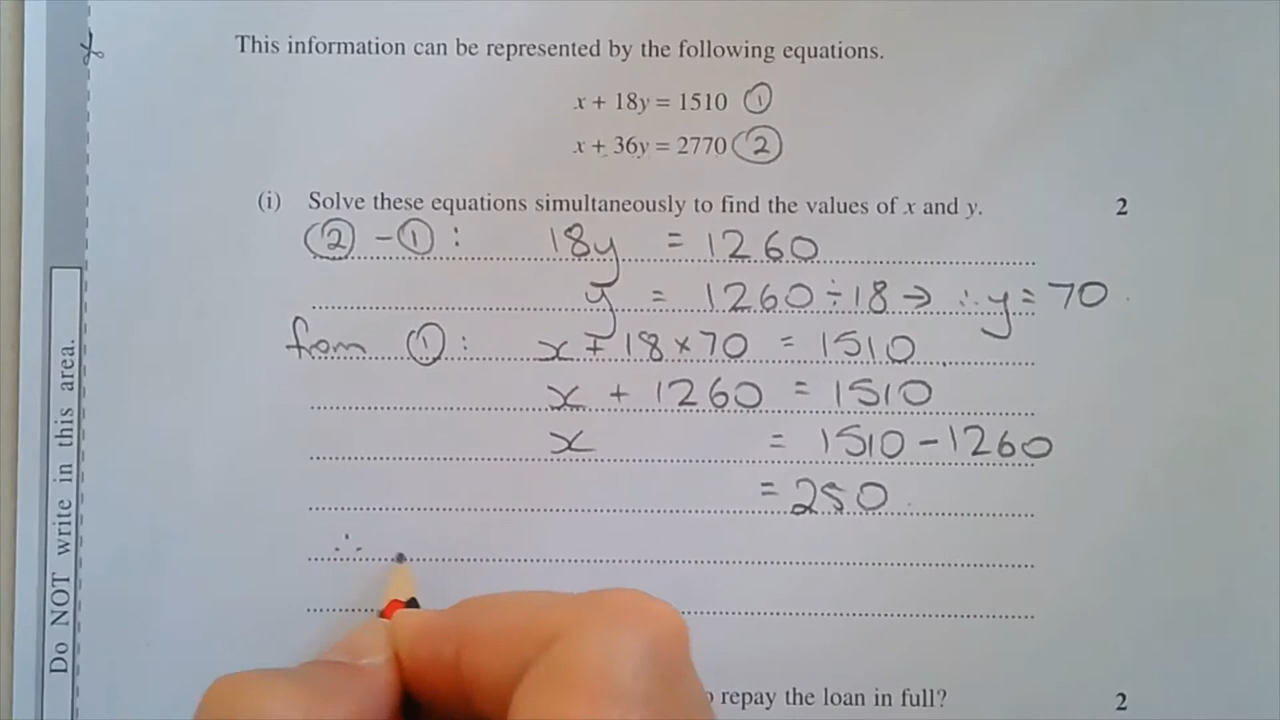 This information can be represented by the following equations.
x + 18y = 1510 ①
x + 36y = 2770 ②
(i) Solve these equations simultaneously to find the values of x and y. 2
② - ① : 18y = 1260
y = 1260 ÷ 18 → ∴ y = 70
from ① : x + 18 × 70 = 1510
x + 1260 = 1510
x = 1510 - 1260
= 250
∴
repay the loan in full? 2
Do NOT write in this area.